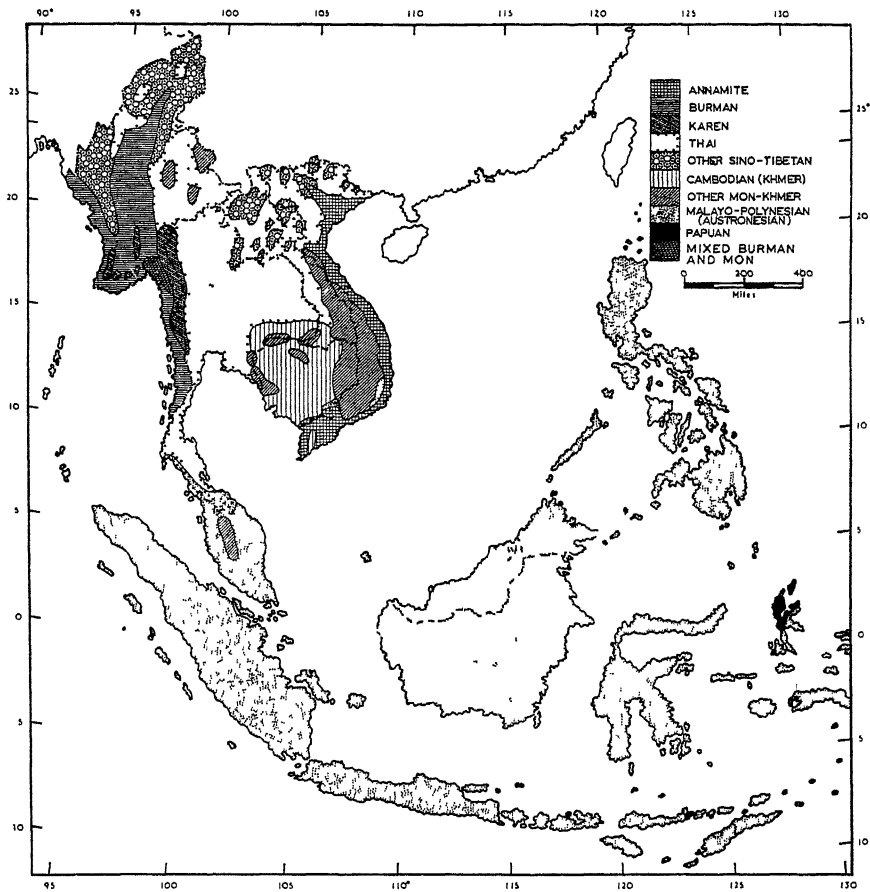 90° 95 100 105 110 115 120 125 130
25
20
15
10
5
0
5
10
25°
20
15
10
5
0
5
10
ANNAMITE
BURMAN
KAREN
THAI
OTHER SINO-TIBETAN
CAMBODIAN (KHMER)
OTHER MON-KHMER
MALAYO-POLYNESIAN
(AUSTRONESIAN)
PAPUAN
MIXED BURMAN
AND MON
0 200 400
Miles
95 100 105 110° 115 120 125 130